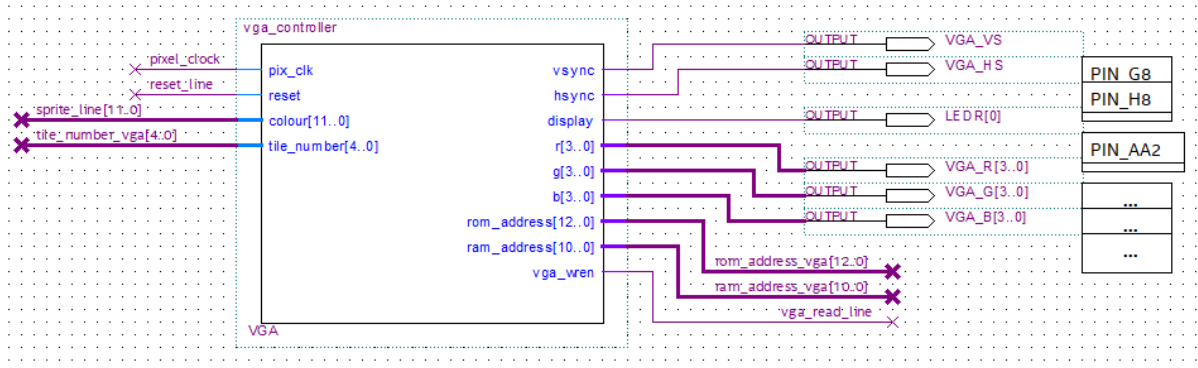 vga_controller
pixel_clock
pix_clk
reset_line
reset
sprite_line[11..0]
colour[11..0]
tile_number_vga[4..0]
tile_number[4..0]
vsync
hsync
display
r[3..0]
g[3..0]
b[3..0]
rom_address[12..0]
ram_address[10..0]
vga_wren
VGA
OUTPUT VGA_VS
OUTPUT VGA_HS
OUTPUT LEDR[0]
OUTPUT VGA_R[3..0]
OUTPUT VGA_G[3..0]
OUTPUT VGA_B[3..0]
rom_address_vga[12..0]
ram_address_vga[10..0]
vga_read_line
PIN_G8
PIN_H8
PIN_AA2
...
...
...